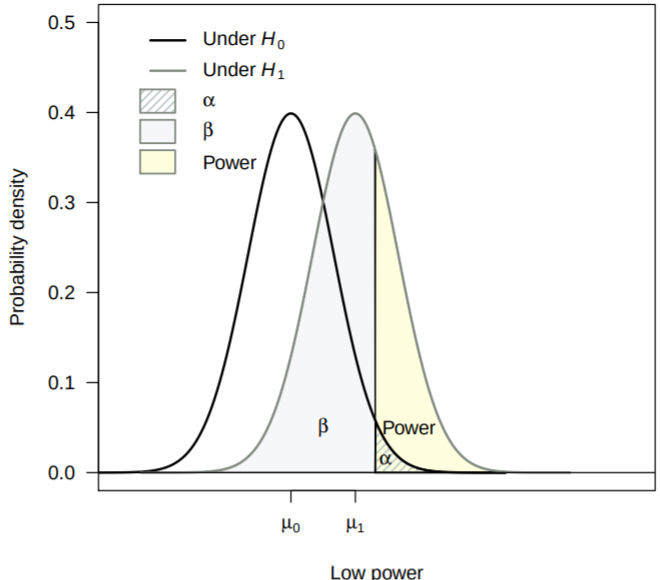 0.5
0.4
0.3
0.2
0.1
0.0
Probability density
Under H0
Under H1
α
β
Power
β
Power
α
μ0
μ1
Low power